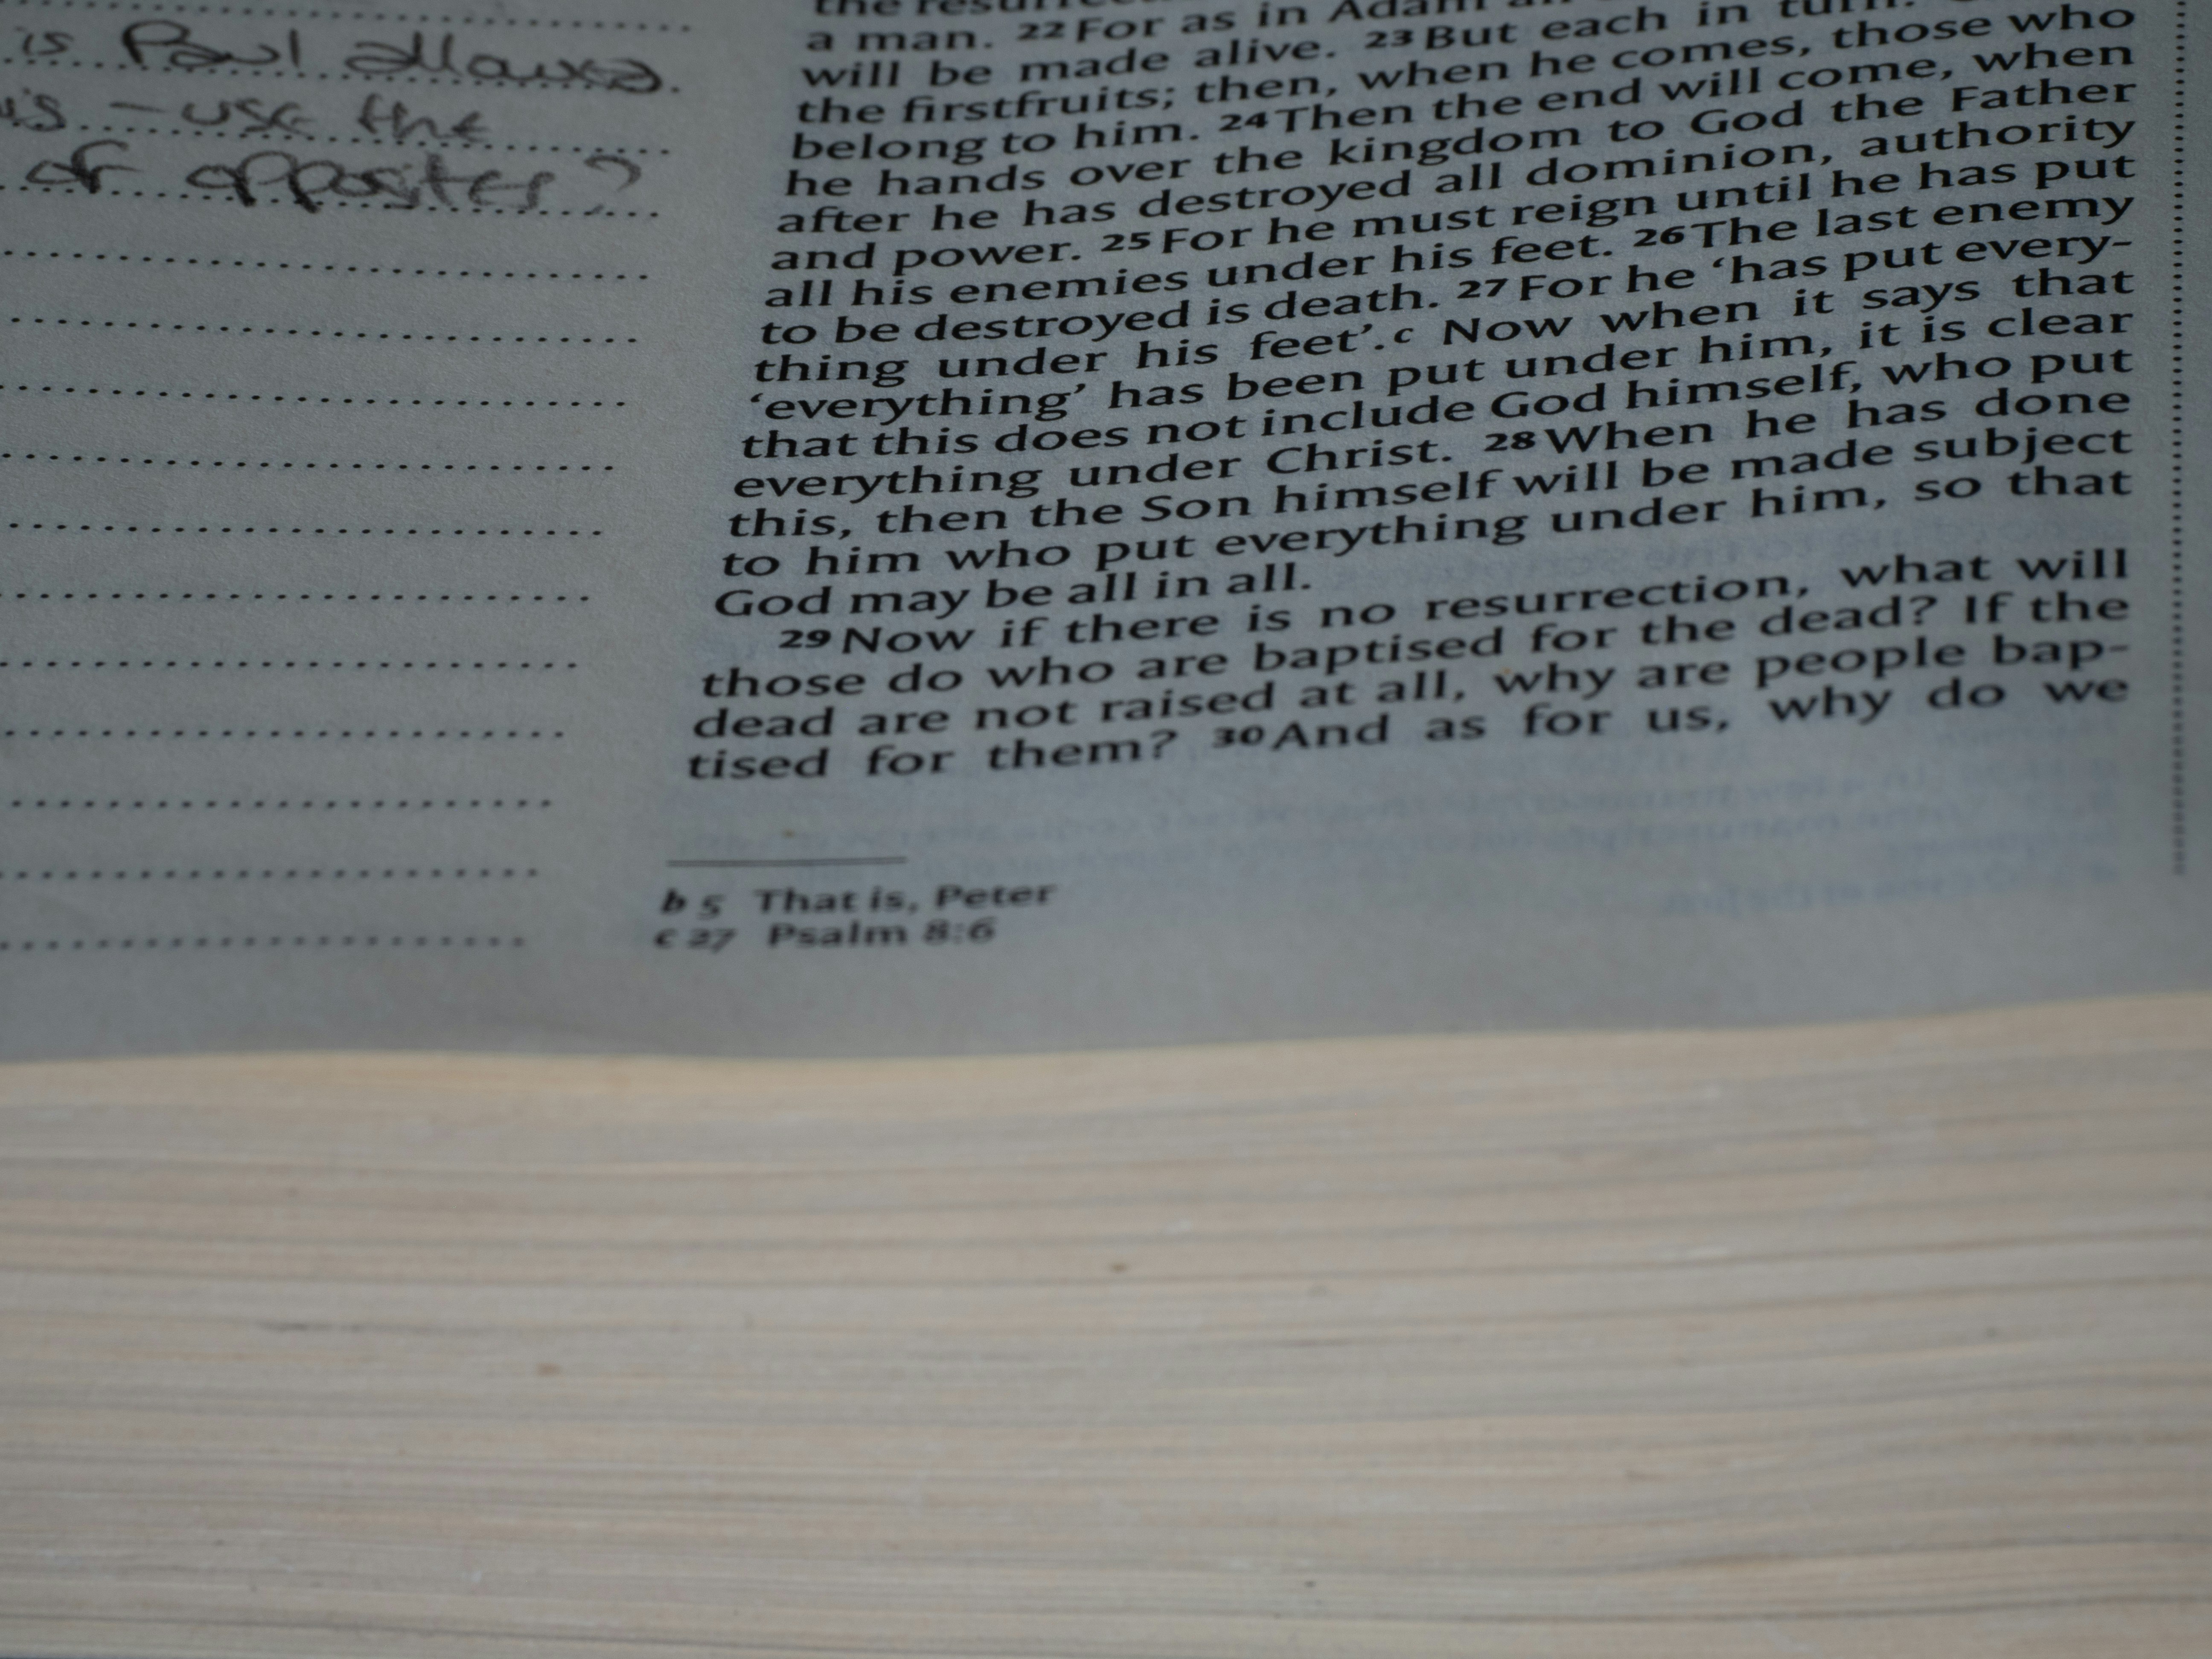 is Paul allowed.
is - use the
of opposites?
a man. 22 For as in Adam
will be made alive. 23 But each in turn:
the firstfruits; then, when he comes, those who
belong to him. 24 Then the end will come, when
he hands over the kingdom to God the Father
after he has destroyed all dominion, authority
and power. 25 For he must reign until he has put
all his enemies under his feet. 26 The last enemy
to be destroyed is death. 27 For he ‘has put every-
thing under his feet’.c Now when it says that
‘everything’ has been put under him, it is clear
that this does not include God himself, who put
everything under Christ. 28 When he has done
this, then the Son himself will be made subject
to him who put everything under him, so that
God may be all in all.
29 Now if there is no resurrection, what will
those do who are baptised for the dead? If the
dead are not raised at all, why are people bap-
tised for them? 30 And as for us, why do we
b 5 That is, Peter
c 27 Psalm 8:6